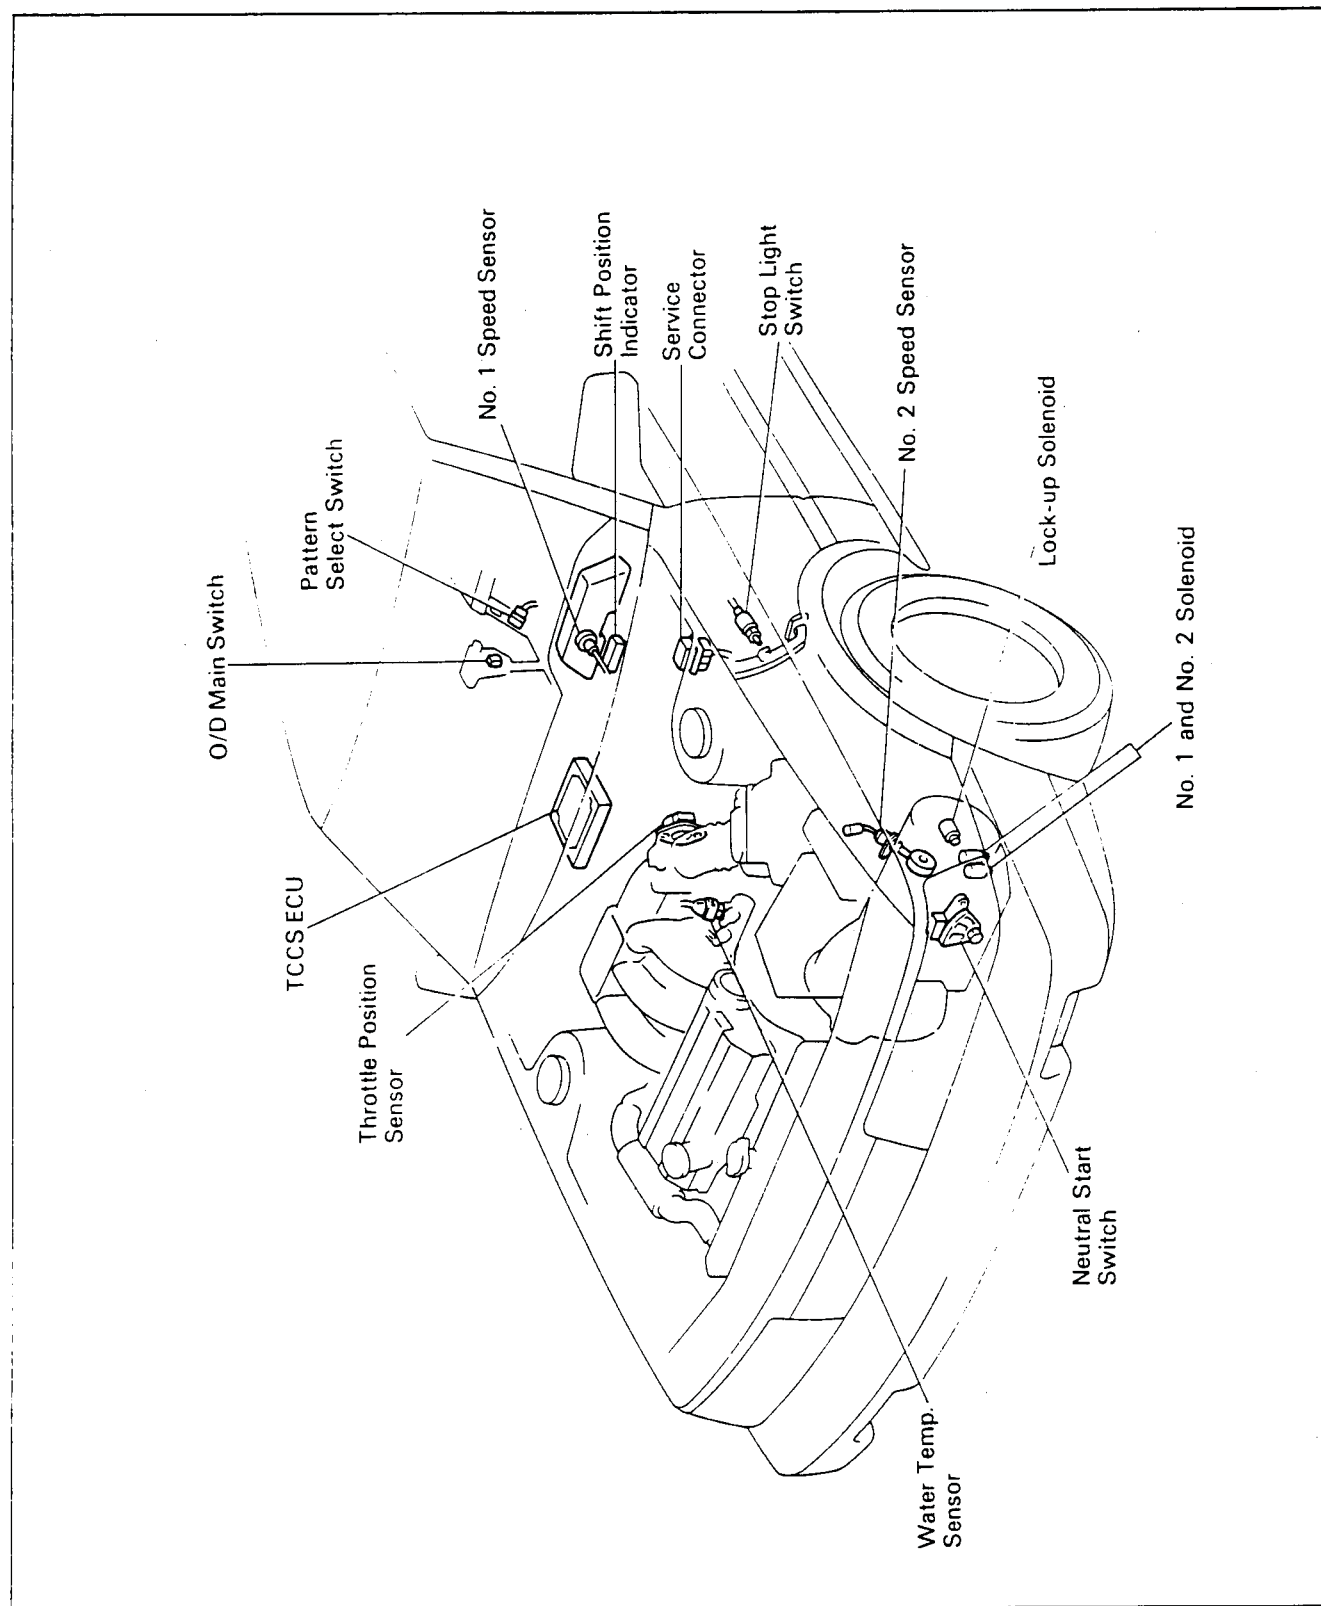 O/D Main Switch
Pattern
Select Switch
No. 1 Speed Sensor
Shift Position
Indicator
Service
Connector
Stop Light
Switch
No. 2 Speed Sensor
Lock-up Solenoid
No. 1 and No. 2 Solenoid
TCCS ECU
Throttle Position
Sensor
Neutral Start
Switch
Water Temp.
Sensor